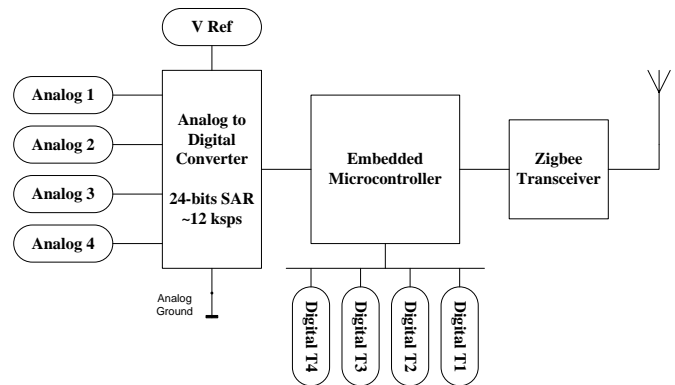 V Ref
Analog 1
Analog 2
Analog 3
Analog 4
Analog to
Digital
Converter
24-bits SAR
~12 ksps
Embedded
Microcontroller
Zigbee
Transceiver
Analog
Ground
Digital T4
Digital T3
Digital T2
Digital T1